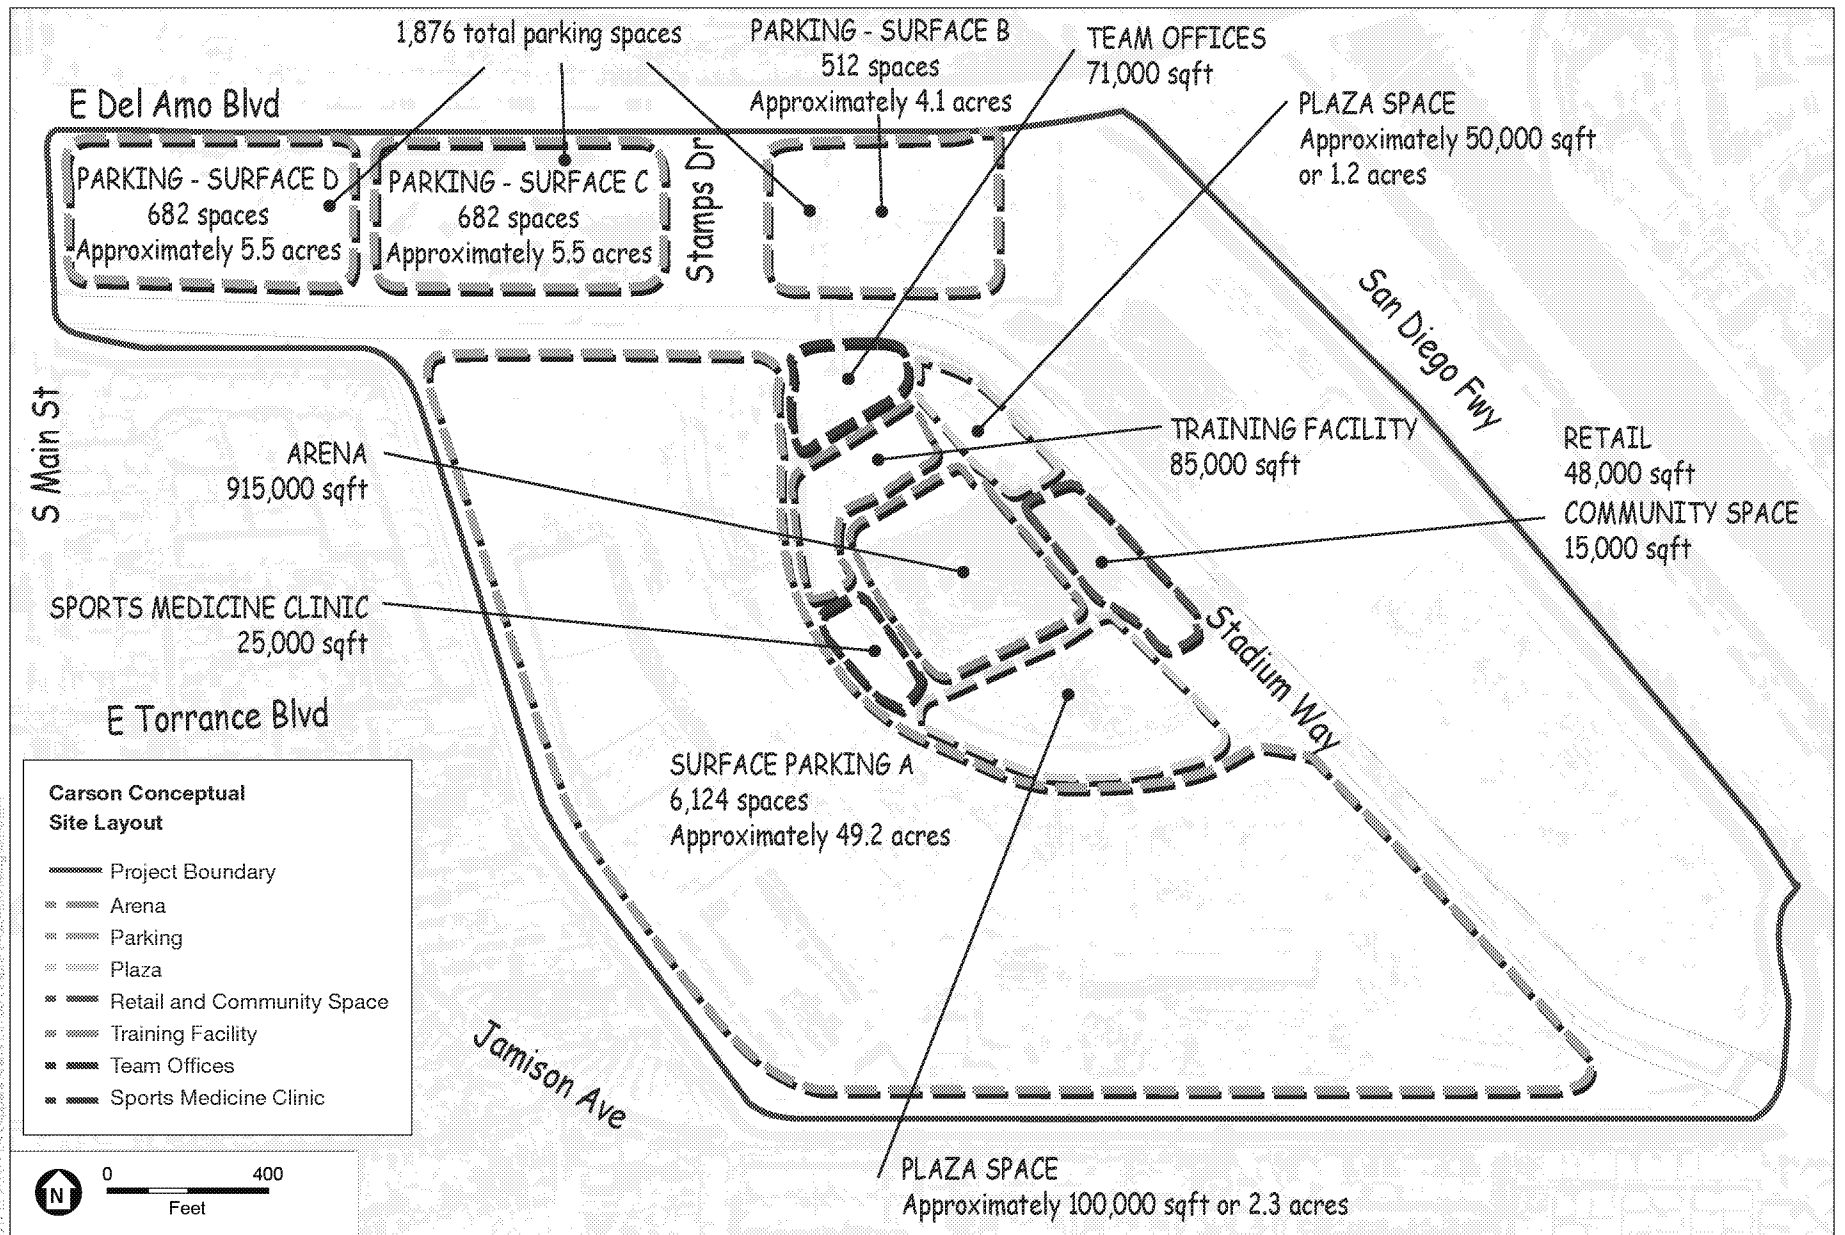 1,876 total parking spaces
PARKING - SURFACE B
512 spaces
Approximately 4.1 acres
TEAM OFFICES
71,000 sqft
PLAZA SPACE
Approximately 50,000 sqft
or 1.2 acres
E Del Amo Blvd
PARKING - SURFACE D
682 spaces
Approximately 5.5 acres
PARKING - SURFACE C
682 spaces
Approximately 5.5 acres
Stamps Dr
San Diego Fwy
S Main St
ARENA
915,000 sqft
TRAINING FACILITY
85,000 sqft
RETAIL
48,000 sqft
COMMUNITY SPACE
15,000 sqft
SPORTS MEDICINE CLINIC
25,000 sqft
Stadium Way
E Torrance Blvd
SURFACE PARKING A
6,124 spaces
Approximately 49.2 acres
Carson Conceptual
Site Layout
Project Boundary
Arena
Parking
Plaza
Retail and Community Space
Training Facility
Team Offices
Sports Medicine Clinic
Jamison Ave
PLAZA SPACE
Approximately 100,000 sqft or 2.3 acres
N
0 400
Feet